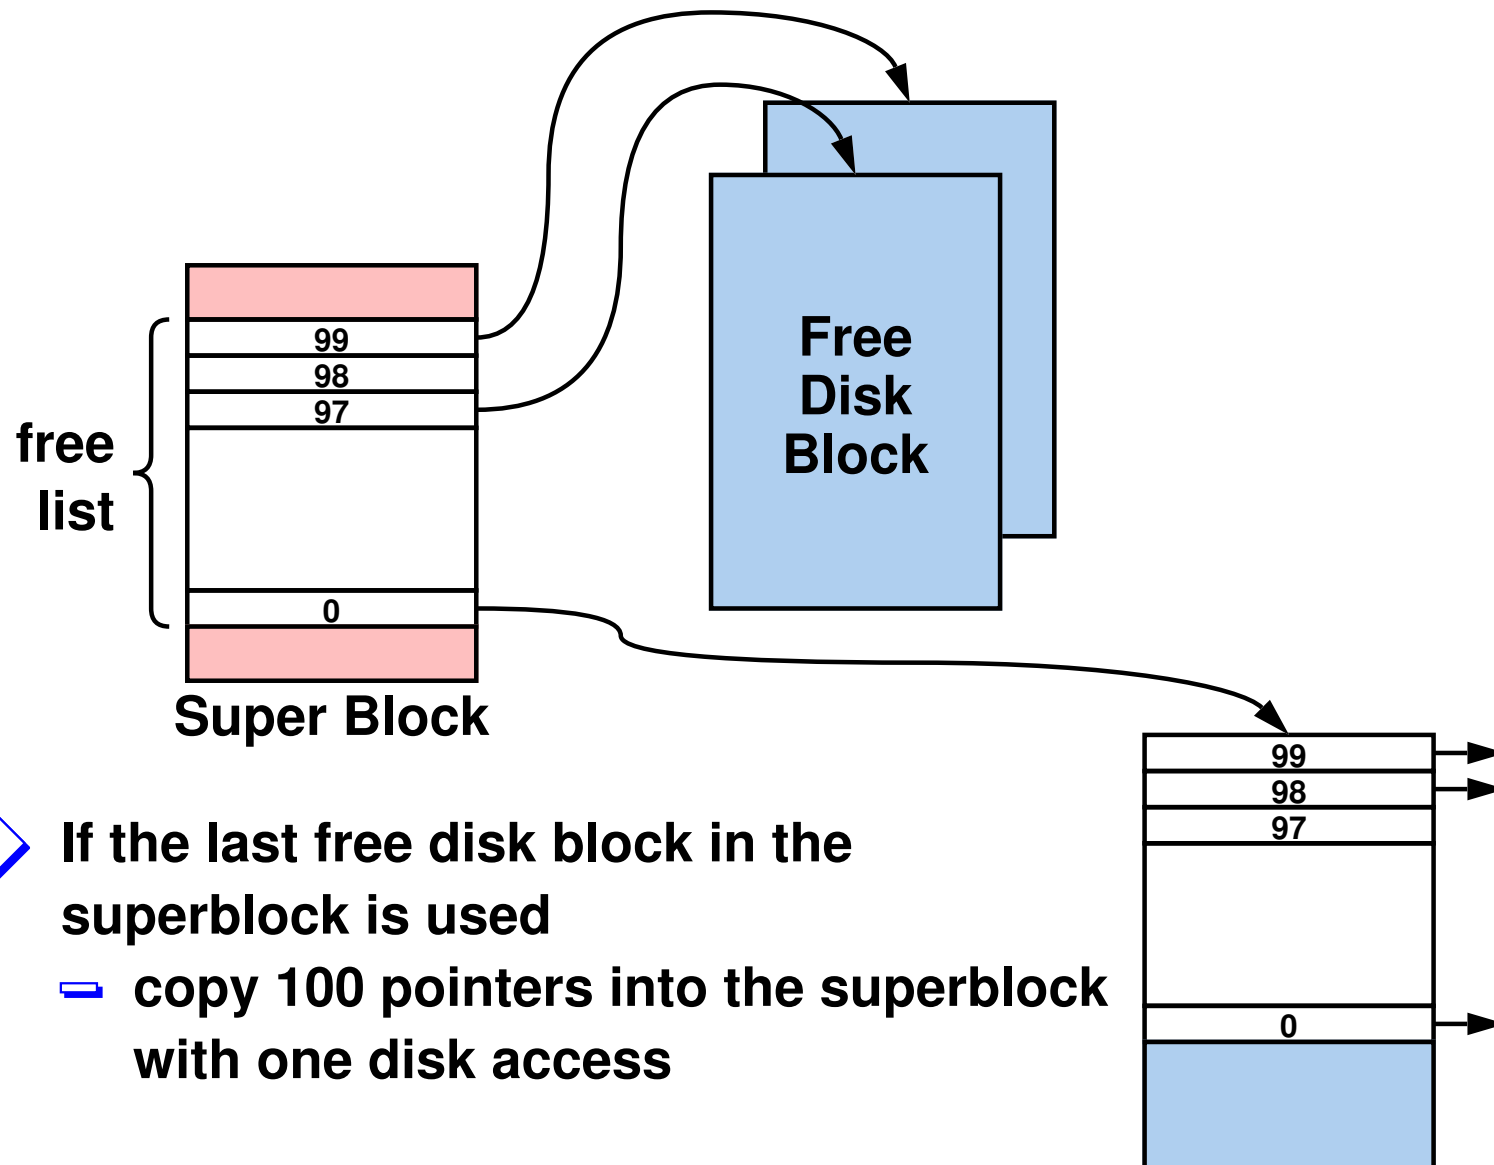 99
98
97
free
list
0
Super Block
Free
Disk
Block
99
98
97
0
If the last free disk block in the
superblock is used
copy 100 pointers into the superblock
with one disk access